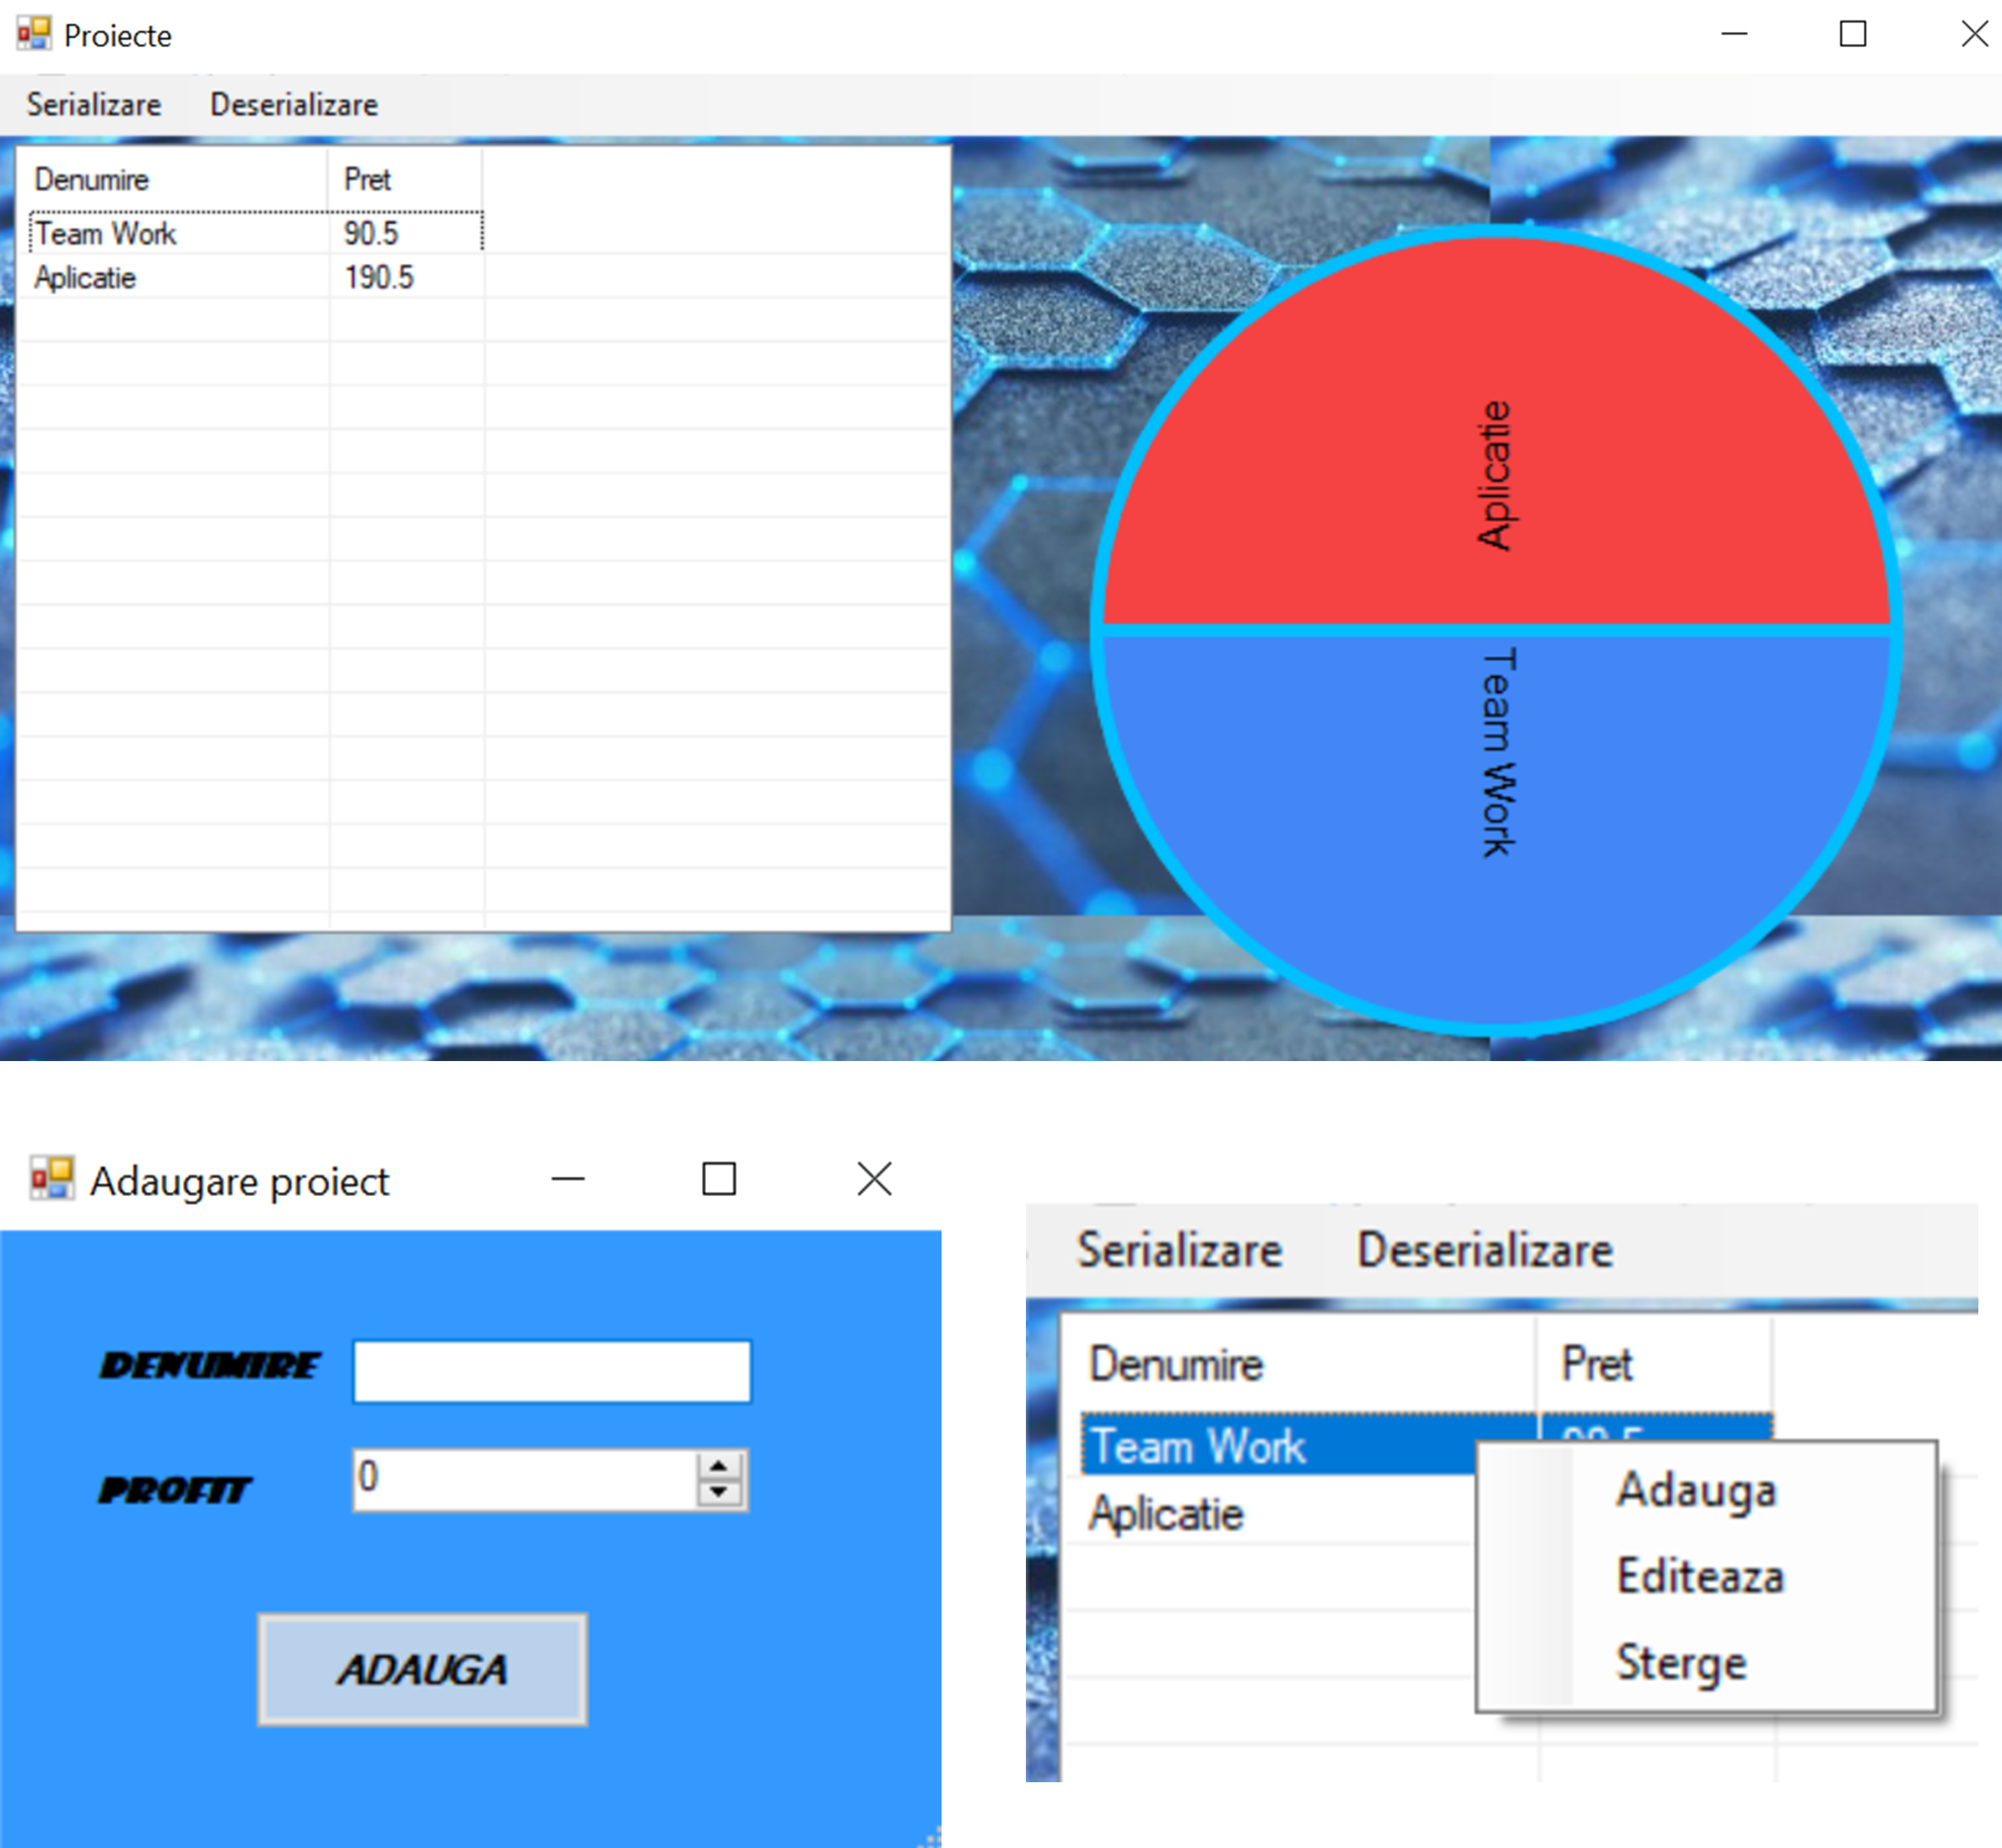 Proiecte
Serializare Deserializare
Denumire Pret
Team Work 90.5
Aplicatie 190.5
Aplicatie
Team Work
Adaugare proiect
DENUMIRE
PROFIT 0
ADAUGA
Serializare Deserializare
Denumire Pret
Team Work
Aplicatie
Adauga
Editeaza
Sterge